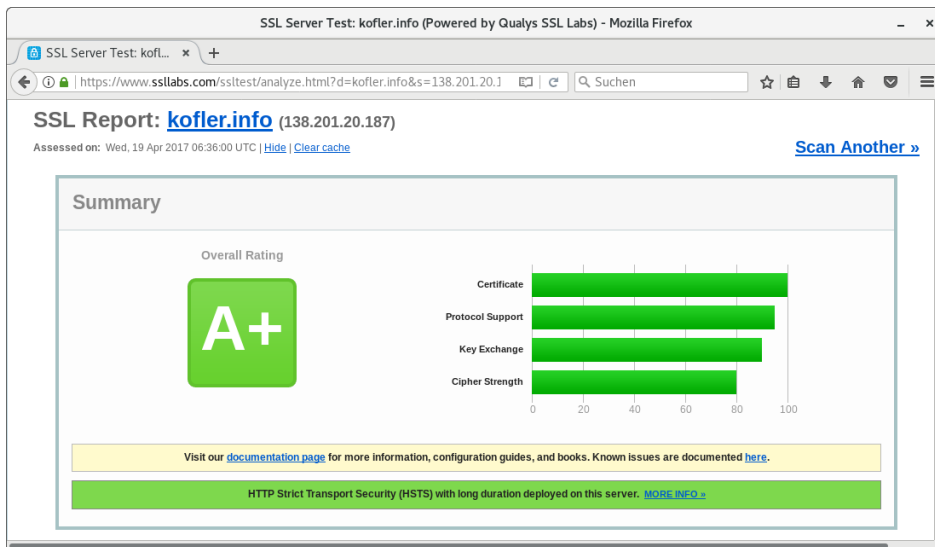 SSL Server Test: kofler.info (Powered by Qualys SSL Labs) - Mozilla Firefox
SSL Server Test: kofl...
https://www.ssllabs.com/ssltest/analyze.html?d=kofler.info&s=138.201.20.1
Suchen
SSL Report: kofler.info (138.201.20.187)
Assessed on: Wed, 19 Apr 2017 06:36:00 UTC | Hide | Clear cache
Scan Another »
Summary
Overall Rating
A+
Certificate
Protocol Support
Key Exchange
Cipher Strength
0 20 40 60 80 100
Visit our documentation page for more information, configuration guides, and books. Known issues are documented here.
HTTP Strict Transport Security (HSTS) with long duration deployed on this server. MORE INFO »